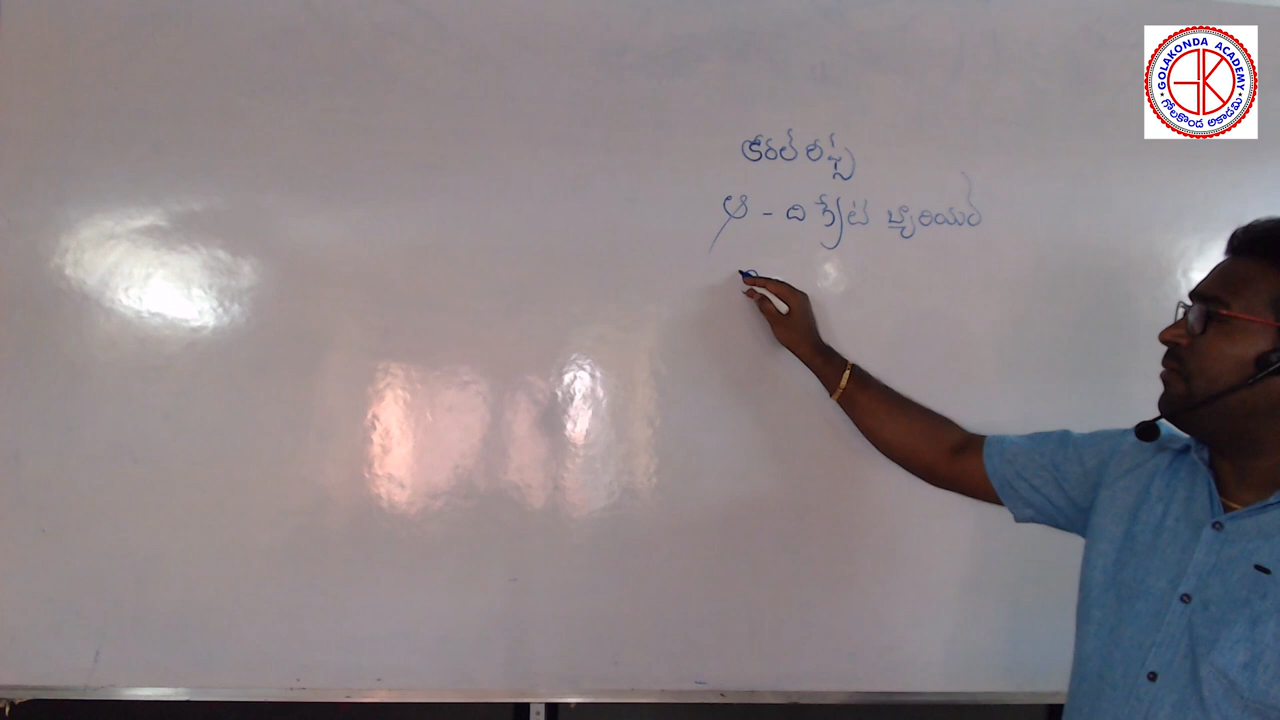 కోరల్ రీఫ్స్
ఆ - ది గ్రేట బ్యారియర్
GOLAKONDA ACADEMY
గోలకొండ అకాడమి
GK